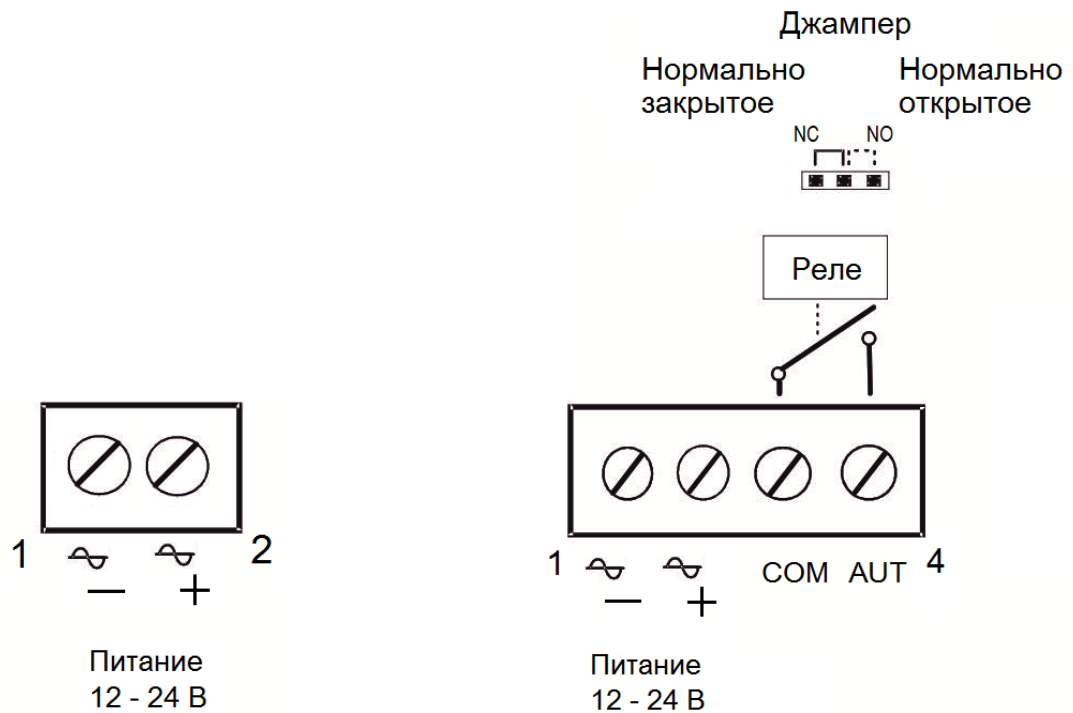 Джампер
Нормально закрытое
Нормально открытое
NC NO
Реле
1 2
− +
Питание
12 - 24 В
1 COM AUT 4
− +
Питание
12 - 24 В